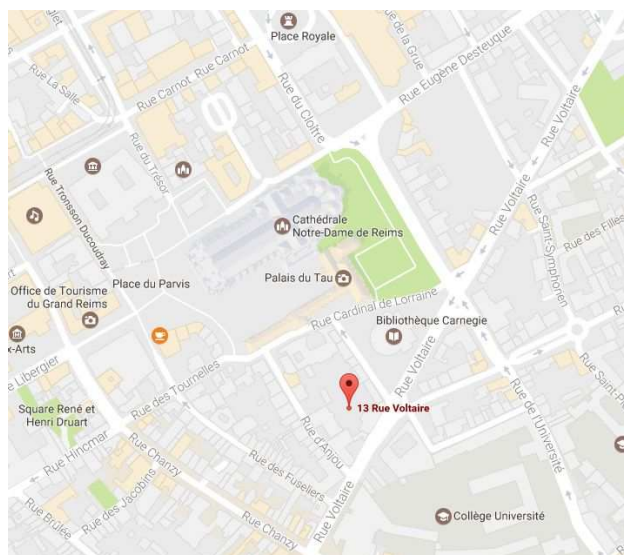 Place Royale
Rue de la Grue
Rue Carnot
Rue Carnot
Rue La Salle
Rue Eugène Desteuque
Rue du Cloître
Rue Voltaire
Rue du Trésor
Rue Tronsson Ducoudray
Cathédrale
Notre-Dame de Reims
Rue Voltaire
Rue Saint-Symphorien
Rue des Filles
Place du Parvis
Palais du Tau
Office de Tourisme
du Grand Reims
Rue Cardinal de Lorraine
Bibliothèque Carnegie
x-Arts
Rue Libergier
Rue des Tournelles
Rue Voltaire
13 Rue Voltaire
Rue Saint-P
Square René et
Henri Druart
Rue Hincmar
Rue d'Anjou
Rue de l'Université
Rue Chanzy
Rue des Fuseliers
Rue des Jacobins
Rue Brûlée
Rue Chanzy
Rue Voltaire
Collège Université